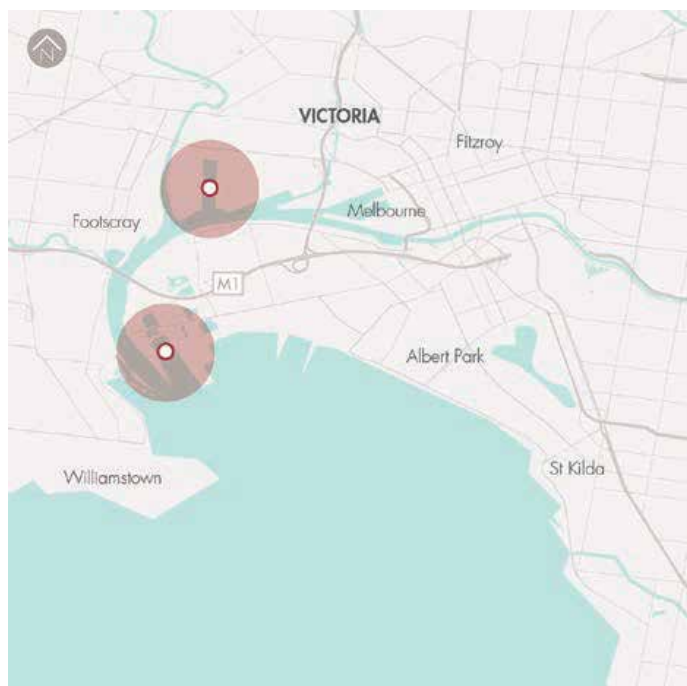 N
VICTORIA
Fitzroy
Footscray
Melbourne
M1
Albert Park
St Kilda
Williamstown